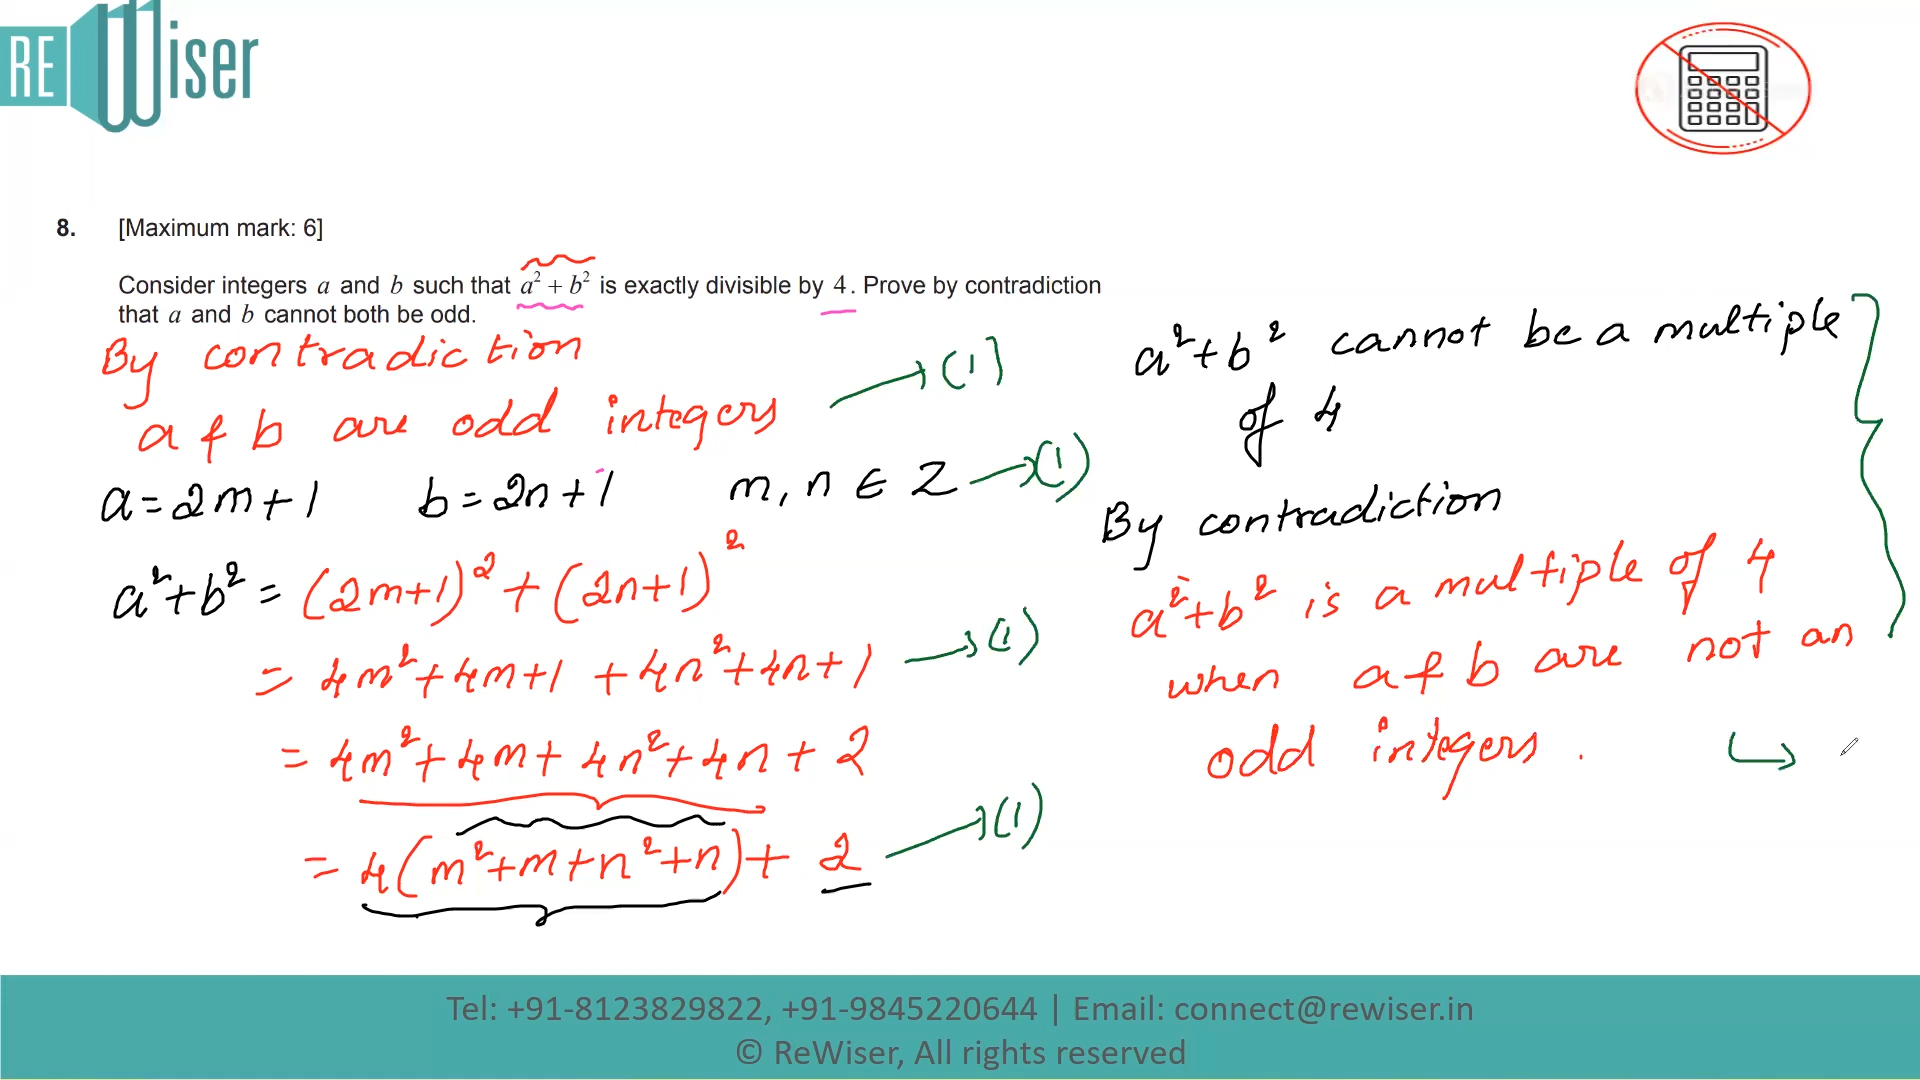 REWiser
8. [Maximum mark: 6]
Consider integers a and b such that a² + b² is exactly divisible by 4. Prove by contradiction
that a and b cannot both be odd.
By contradiction
a & b are odd integers → (1)
a = 2m+1 b = 2n+1 m, n ∈ Z → (1)
a²+b² = (2m+1)² + (2n+1)²
= 4m²+4m+1 +4n²+4n+1 → (1)
= 4m²+4m+4n²+4n+2
= 4(m²+m+n²+n)+2 → (1)
a²+b² cannot be a multiple
of 4
By contradiction
a²+b² is a multiple of 4
when a & b are not an
odd integers. ↳
Tel: +91-8123829822, +91-9845220644 | Email: connect@rewiser.in
© ReWiser, All rights reserved